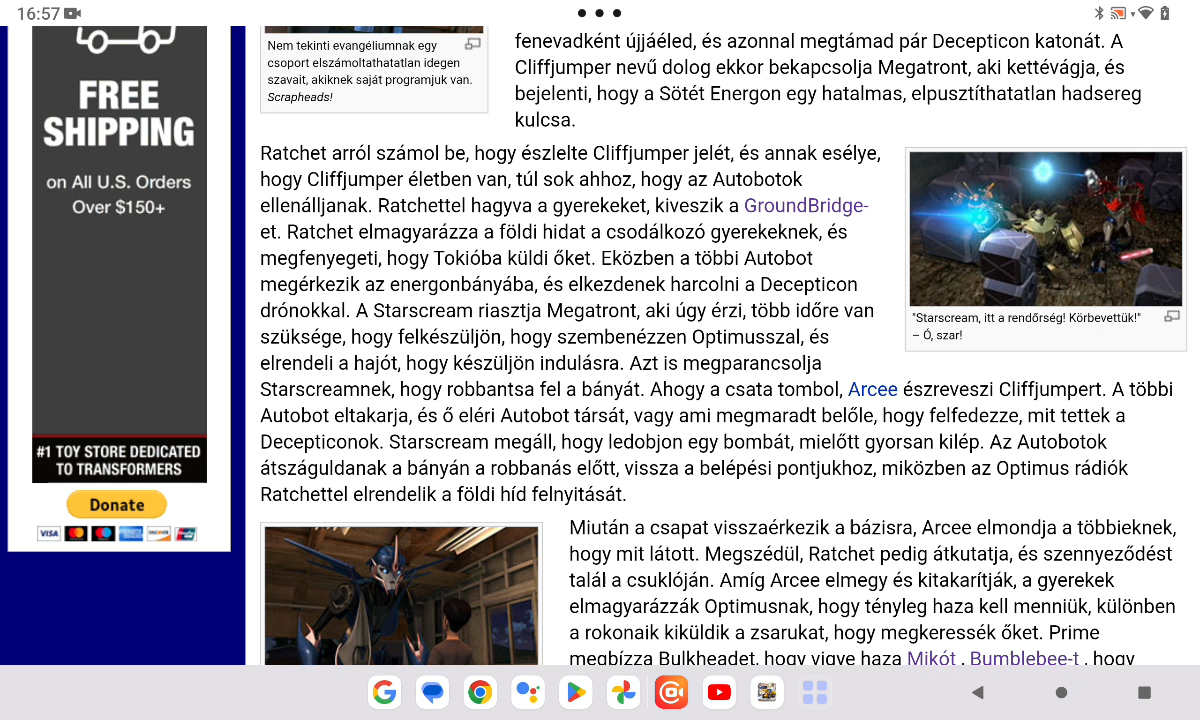 16:57
FREE
SHIPPING
on All U.S. Orders
Over $150+
#1 TOY STORE DEDICATED
TO TRANSFORMERS
Donate
VISA
Nem tekinti evangéliumnak egy
csoport elszámoltathatatlan idegen
szavait, akiknek saját programjuk van.
Scrapheads!
fenevadként újjáéled, és azonnal megtámad pár Decepticon katonát. A
Cliffjumper nevű dolog ekkor bekapcsolja Megatront, aki kettévágja, és
bejelenti, hogy a Sötét Energon egy hatalmas, elpusztíthatatlan hadsereg
kulcsa.
Ratchet arról számol be, hogy észlelte Cliffjumper jelét, és annak esélye,
hogy Cliffjumper életben van, túl sok ahhoz, hogy az Autobotok
ellenálljanak. Ratchettel hagyva a gyerekeket, kiveszik a GroundBridge-
et. Ratchet elmagyarázza a földi hidat a csodálkozó gyerekeknek, és
megfenyegeti, hogy Tokióba küldi őket. Eközben a többi Autobot
megérkezik az energonbányába, és elkezdenek harcolni a Decepticon
drónokkal. A Starscream riasztja Megatront, aki úgy érzi, több időre van
szüksége, hogy felkészüljön, hogy szembenézzen Optimusszal, és
elrendeli a hajót, hogy készüljön indulásra. Azt is megparancsolja
Starscreamnek, hogy robbantsa fel a bányát. Ahogy a csata tombol, Arcee észreveszi Cliffjumpert. A többi
Autobot eltakarja, és ő eléri Autobot társát, vagy ami megmaradt belőle, hogy felfedezze, mit tettek a
Decepticonok. Starscream megáll, hogy ledobjon egy bombát, mielőtt gyorsan kilép. Az Autobotok
átszáguldanak a bányán a robbanás előtt, vissza a belépési pontjukhoz, miközben az Optimus rádiók
Ratchettel elrendelik a földi híd felnyitását.
"Starscream, itt a rendőrség! Körbevettük!"
– Ó, szar!
Miután a csapat visszaérkezik a bázisra, Arcee elmondja a többieknek,
hogy mit látott. Megszédül, Ratchet pedig átkutatja, és szennyeződést
talál a csuklóján. Amíg Arcee elmegy és kitakarítják, a gyerekek
elmagyarázzák Optimusnak, hogy tényleg haza kell menniük, különben
a rokonaik kiküldik a zsarukat, hogy megkeressék őket. Prime
megbízza Bulkheadet, hogy vigye haza Mikót , Bumblebee-t , hogy